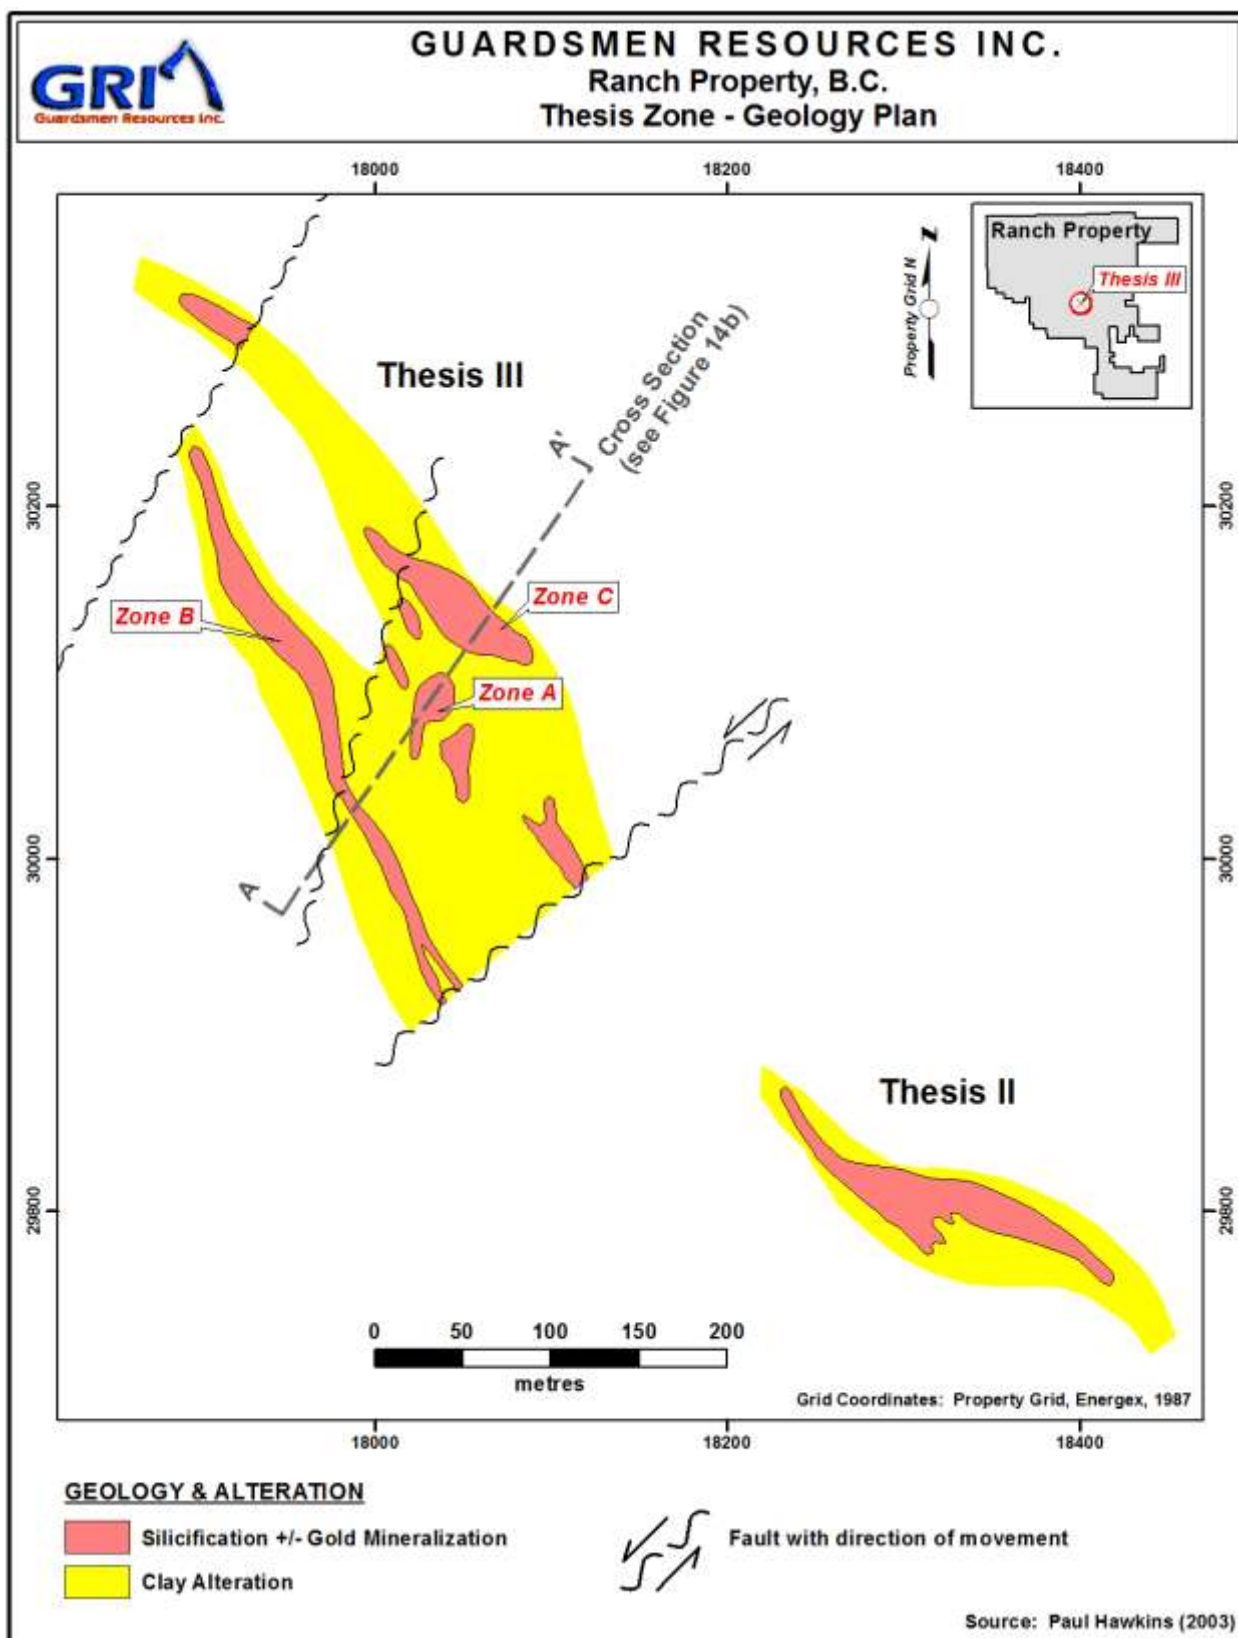 GUARDSMEN RESOURCES INC.
Ranch Property, B.C.
Thesis Zone - Geology Plan
GRI
Guardsmen Resources Inc.
18000
18200
18400
Property Grid N
Z
Ranch Property
Thesis III
Thesis III
A'
Cross Section
(see Figure 14b)
30200
30200
Zone B
Zone C
Zone A
30000
30000
A
Thesis II
29800
29800
0 50 100 150 200
metres
Grid Coordinates: Property Grid, Energex, 1987
18000
18200
18400
GEOLOGY & ALTERATION
Silicification +/- Gold Mineralization
Clay Alteration
Fault with direction of movement
Source: Paul Hawkins (2003)